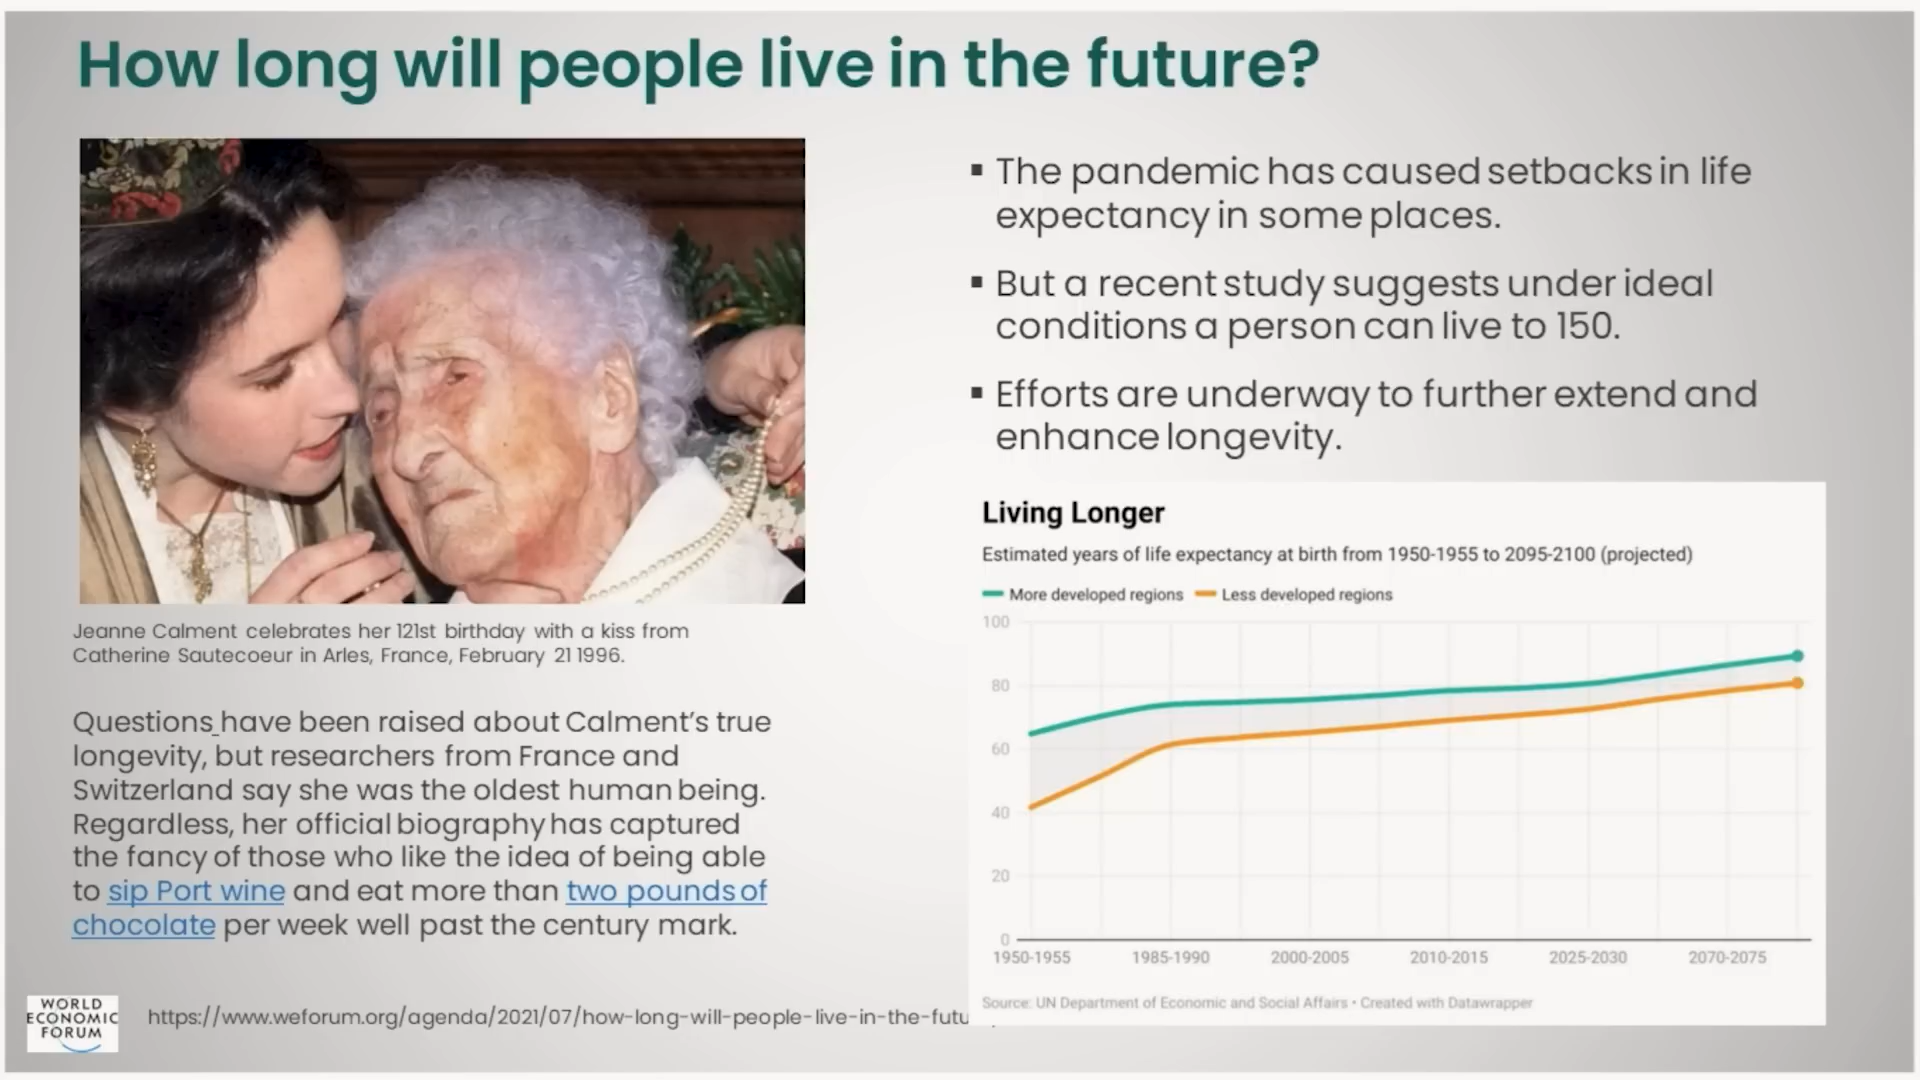 How long will people live in the future?
Jeanne Calment celebrates her 121st birthday with a kiss from
Catherine Sautecoeur in Arles, France, February 21 1996.
Questions have been raised about Calment's true
longevity, but researchers from France and
Switzerland say she was the oldest human being.
Regardless, her official biography has captured
the fancy of those who like the idea of being able
to sip Port wine and eat more than two pounds of
chocolate per week well past the century mark.
▪ The pandemic has caused setbacks in life
expectancy in some places.
▪ But a recent study suggests under ideal
conditions a person can live to 150.
▪ Efforts are underway to further extend and
enhance longevity.
Living Longer
Estimated years of life expectancy at birth from 1950-1955 to 2095-2100 (projected)
More developed regions Less developed regions
100
80
60
40
20
0
1950-1955 1985-1990 2000-2005 2010-2015 2025-2030 2070-2075
Source: UN Department of Economic and Social Affairs • Created with Datawrapper
WORLD
ECONOMIC
FORUM
https://www.weforum.org/agenda/2021/07/how-long-will-people-live-in-the-futu